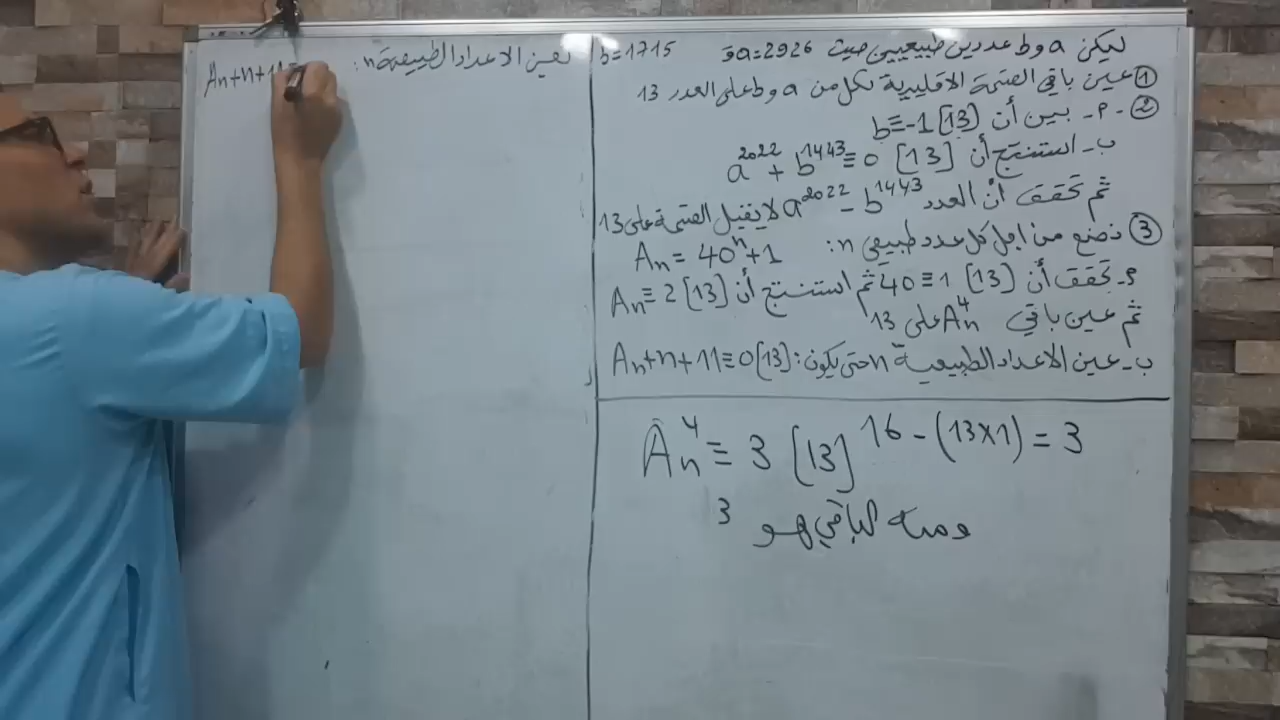 ليكن a و b عددين طبيعيين حيث a=2926 و b=1715
① عين باقي القسمة الاقليدية لكل من a و b على العدد 13
② - أ - بين أن b≡-1[13]
ب - استنتج أن a^2022 + b^1443 ≡ 0 [13]
ثم تحقق أن العدد a^2022 - b^1443 لا يقبل القسمة على 13
③ نضع من اجل كل عدد طبيعي n: An = 40^n + 1
أ - تحقق أن 40≡1 [13] ثم استنتج أن An≡2[13]
ثم عين باقي An^4 على 13
ب - عين الاعداد الطبيعية n حتى يكون: An+n+11≡0[13]
An^4 ≡ 3 [13] 16-(13×1)=3
ومنه الباقي هو 3
تعين الاعداد الطبيعية n:
An+n+11